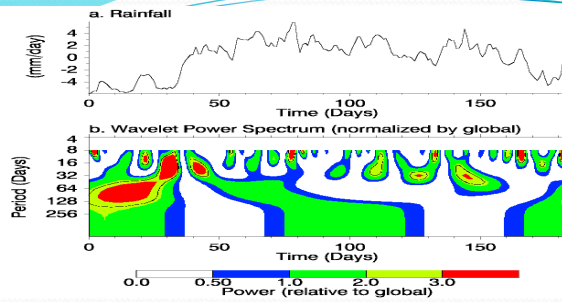 a. Rainfall
(mm/day)
4
2
0
-2
-4
0 50 100 150
Time (Days)
b. Wavelet Power Spectrum (normalized by global)
Period (Days)
4
8
16
32
64
128
256
0 50 100 150
Time (Days)
0.0 0.50 1.0 2.0 3.0
Power (relative to global)